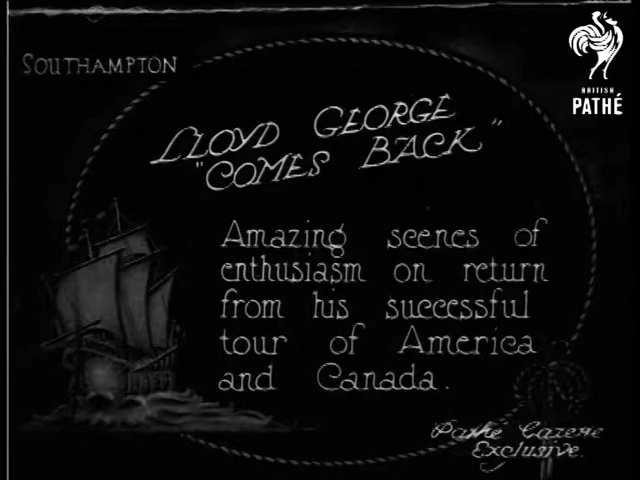 SOUTHAMPTON
BRITISH
PATHÉ
LLOYD GEORGE
"COMES BACK"
Amazing scenes of
enthusiasm on return
from his successful
tour of America
and Canada.
Pathé Gazette
Exclusive.